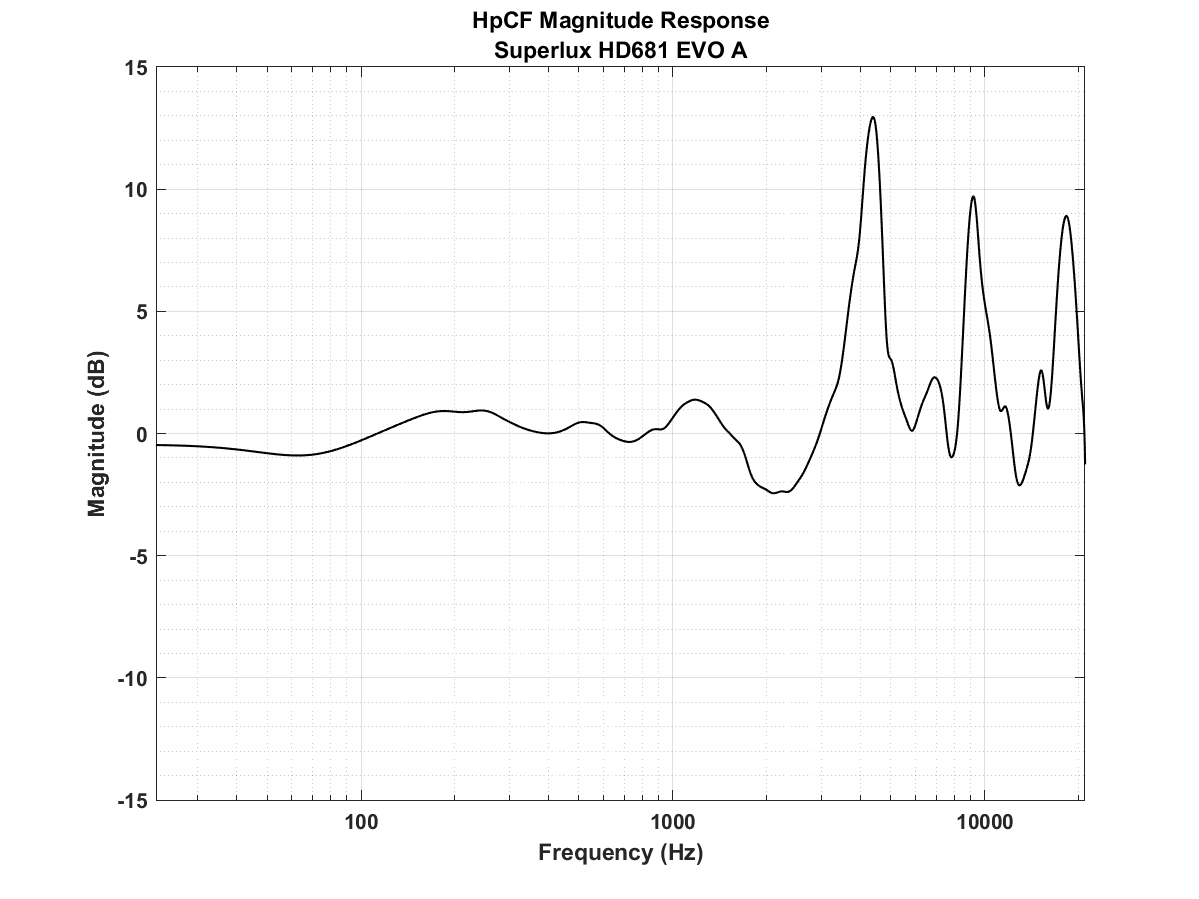 HpCF Magnitude Response
Superlux HD681 EVO A
15
10
5
0
-5
-10
-15
Magnitude (dB)
100
1000
10000
Frequency (Hz)